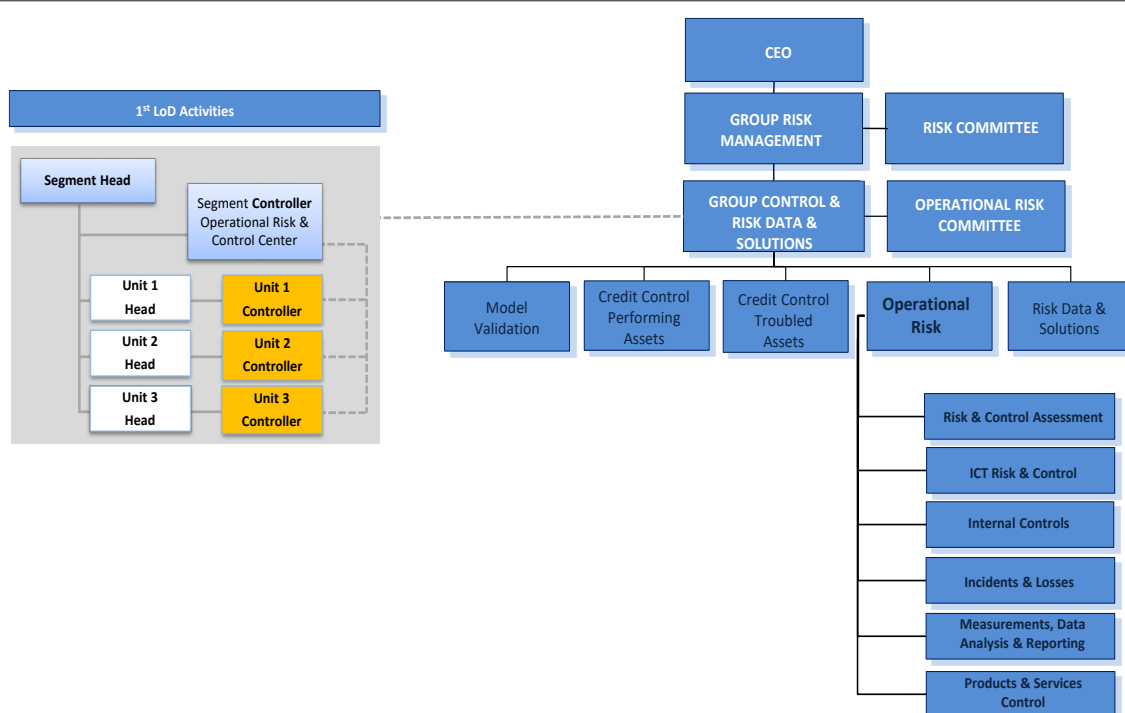 CEO
1st LoD Activities
GROUP RISK
MANAGEMENT
RISK COMMITTEE
Segment Head
Segment Controller
Operational Risk &
Control Center
GROUP CONTROL &
RISK DATA &
SOLUTIONS
OPERATIONAL RISK
COMMITTEE
Unit 1
Head
Unit 1
Controller
Unit 2
Head
Unit 2
Controller
Unit 3
Head
Unit 3
Controller
Model
Validation
Credit Control
Performing
Assets
Credit Control
Troubled
Assets
Operational
Risk
Risk Data &
Solutions
Risk & Control Assessment
ICT Risk & Control
Internal Controls
Incidents & Losses
Measurements, Data
Analysis & Reporting
Products & Services
Control